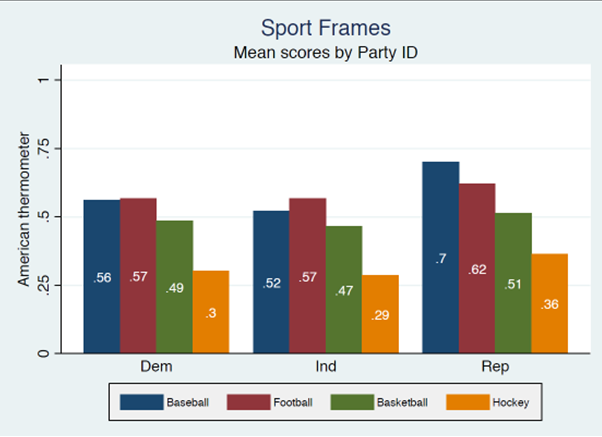 Sport Frames
Mean scores by Party ID
American thermometer
1
.75
.5
.25
0
.56 .57 .49 .3
.52 .57 .47 .29
.7 .62 .51 .36
Dem Ind Rep
Baseball Football Basketball Hockey